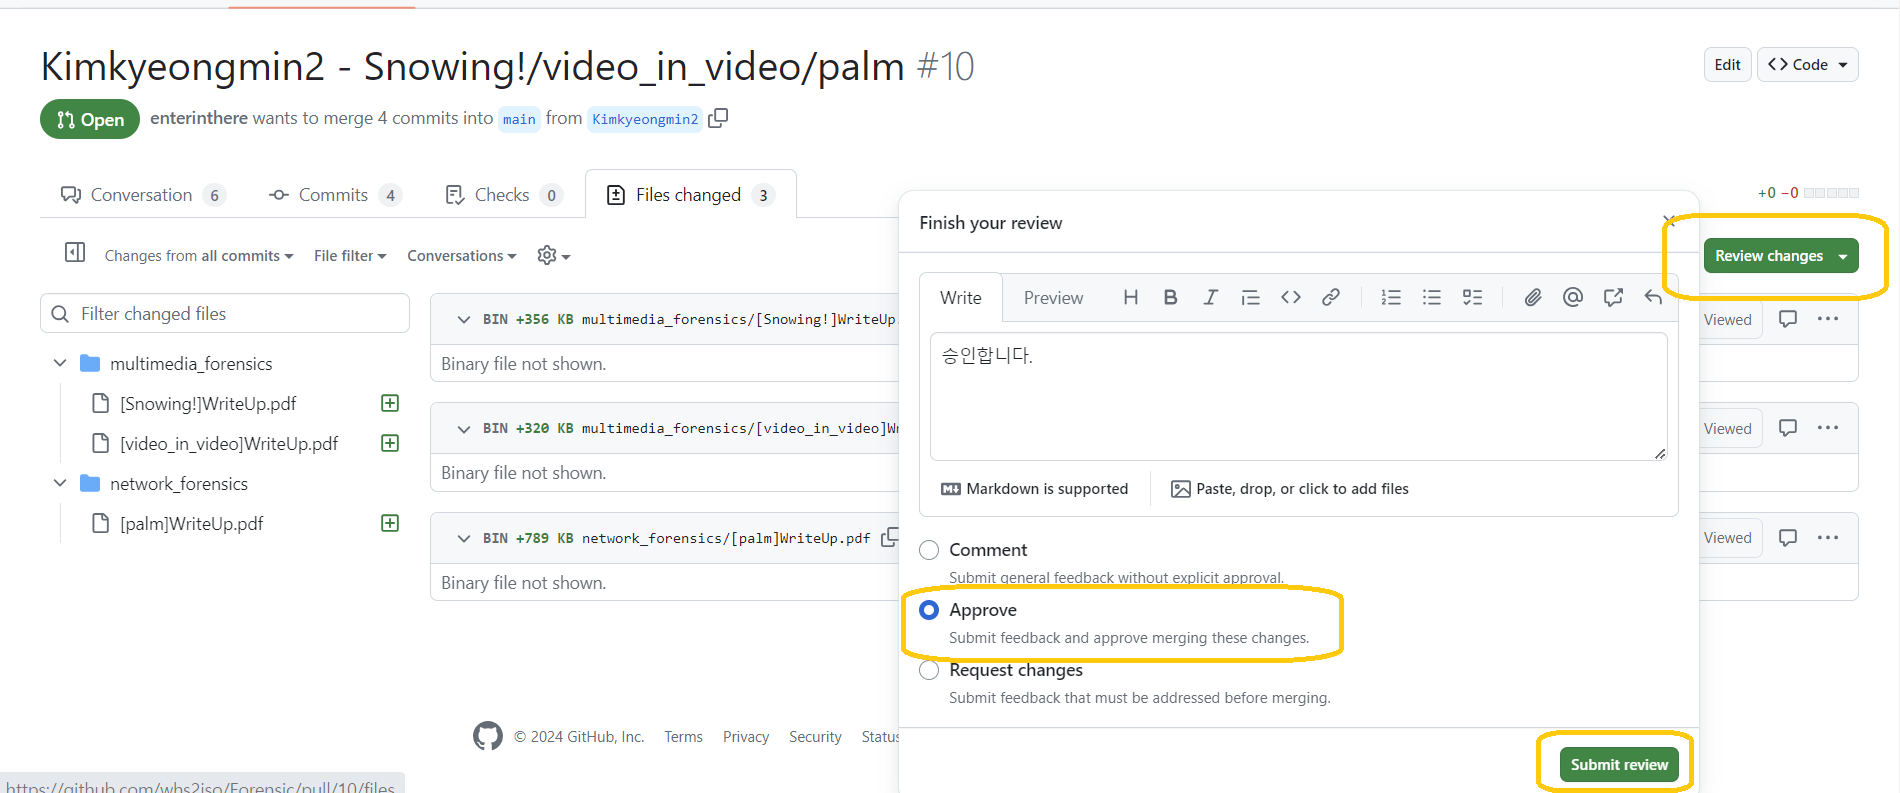 Kimkyeongmin2 - Snowing!/video_in_video/palm #10
Edit
Code
Open
enterinthere wants to merge 4 commits into main from Kimkyeongmin2
Conversation 6
Commits 4
Checks 0
Files changed 3
+0 −0
Changes from all commits
File filter
Conversations
Review changes
Filter changed files
multimedia_forensics
[Snowing!]WriteUp.pdf
[video_in_video]WriteUp.pdf
network_forensics
[palm]WriteUp.pdf
BIN +356 KB multimedia_forensics/[Snowing!]WriteUp.
Viewed
Binary file not shown.
BIN +320 KB multimedia_forensics/[video_in_video]Wr
Viewed
Binary file not shown.
BIN +789 KB network_forensics/[palm]WriteUp.pdf
Viewed
Binary file not shown.
Finish your review
Write
Preview
승인합니다.
Markdown is supported
Paste, drop, or click to add files
Comment
Submit general feedback without explicit approval.
Approve
Submit feedback and approve merging these changes.
Request changes
Submit feedback that must be addressed before merging.
Submit review
© 2024 GitHub, Inc.
Terms
Privacy
Security
Status
https://github.com/whs2iso/Forensic/pull/10/files